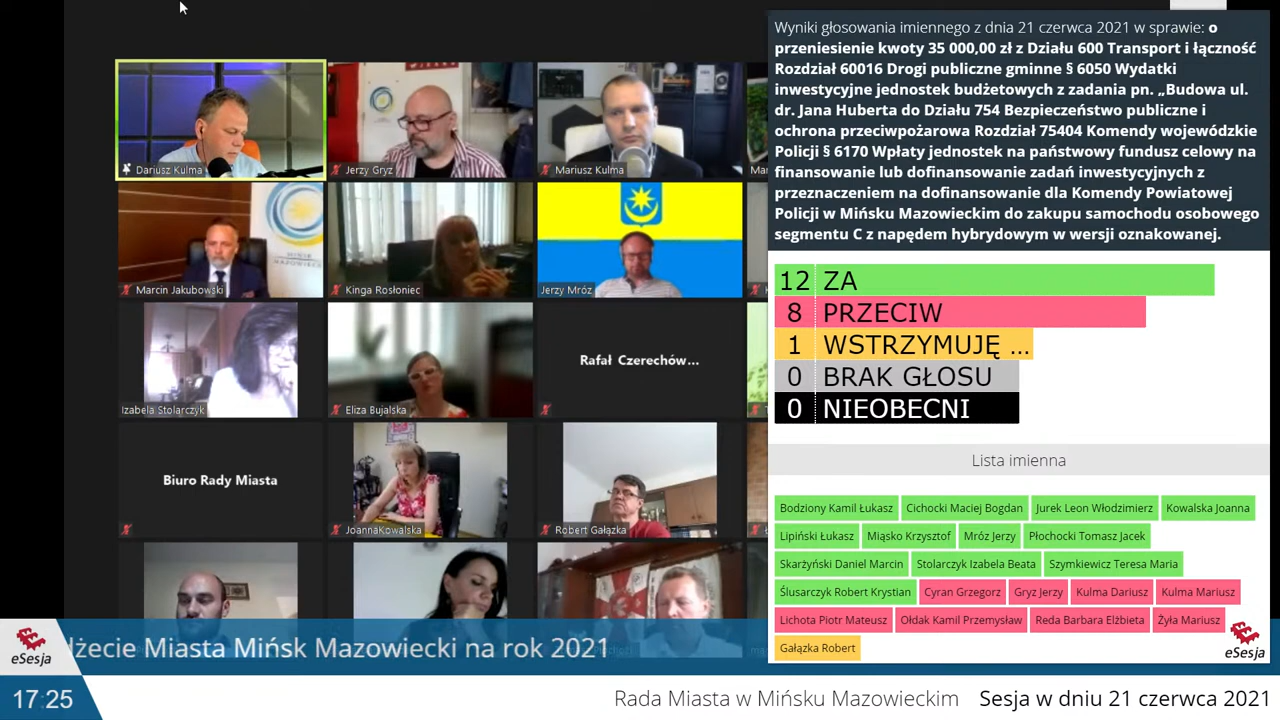 Wyniki głosowania imiennego z dnia 21 czerwca 2021 w sprawie: o
przeniesienie kwoty 35 000,00 zł z Działu 600 Transport i łączność
Rozdział 60016 Drogi publiczne gminne § 6050 Wydatki
inwestycyjne jednostek budżetowych z zadania pn. „Budowa ul.
dr. Jana Huberta do Działu 754 Bezpieczeństwo publiczne i
ochrona przeciwpożarowa Rozdział 75404 Komendy wojewódzkie
Policji § 6170 Wpłaty jednostek na państwowy fundusz celowy na
finansowanie lub dofinansowanie zadań inwestycyjnych z
przeznaczeniem na dofinansowanie dla Komendy Powiatowej
Policji w Mińsku Mazowieckim do zakupu samochodu osobowego
segmentu C z napędem hybrydowym w wersji oznakowanej.
12 ZA
8 PRZECIW
1 WSTRZYMUJĘ ...
0 BRAK GŁOSU
0 NIEOBECNI
Lista imienna
Bodziony Kamil Łukasz Cichocki Maciej Bogdan Jurek Leon Włodzimierz Kowalska Joanna
Lipiński Łukasz Miąsko Krzysztof Mróz Jerzy Płochocki Tomasz Jacek
Skarżyński Daniel Marcin Stolarczyk Izabela Beata Szymkiewicz Teresa Maria
Ślusarczyk Robert Krystian Cyran Grzegorz Gryz Jerzy Kulma Dariusz Kulma Mariusz
Lichota Piotr Mateusz Ołdak Kamil Przemysław Reda Barbara Elżbieta Żyła Mariusz
Gałązka Robert
eSesja
Dariusz Kulma Jerzy Gryz Mariusz Kulma
Marcin Jakubowski Kinga Rosłoniec Jerzy Mróz
MIŃSK
Izabela Stolarczyk Eliza Bujalska Rafał Czerechów...
Biuro Rady Miasta JoannaKowalska Robert Gałązka
dżecie Miasta Mińsk Mazowiecki na rok 2021
eSesja
17:25
Rada Miasta w Mińsku Mazowieckim Sesja w dniu 21 czerwca 2021